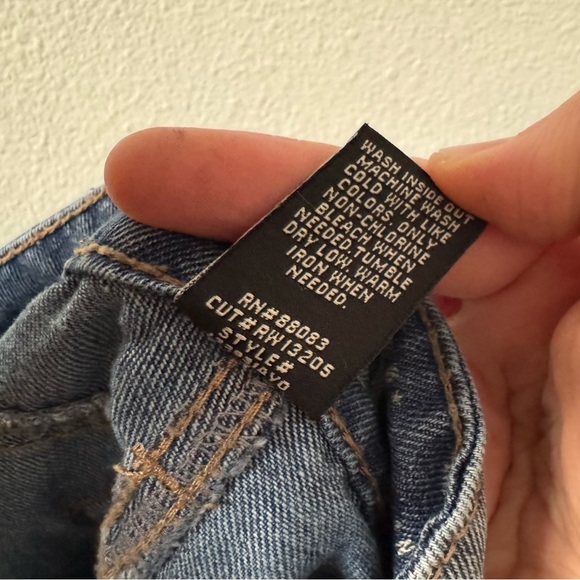 WASH INSIDE OUT
MACHINE WASH
COLD WITH LIKE
COLORS ONLY
NON-CHLORINE
BLEACH WHEN
NEEDED.TUMBLE
DRY LOW. WARM
IRON WHEN
NEEDED.
RN#88083
CUT#RW13205
STYLE#